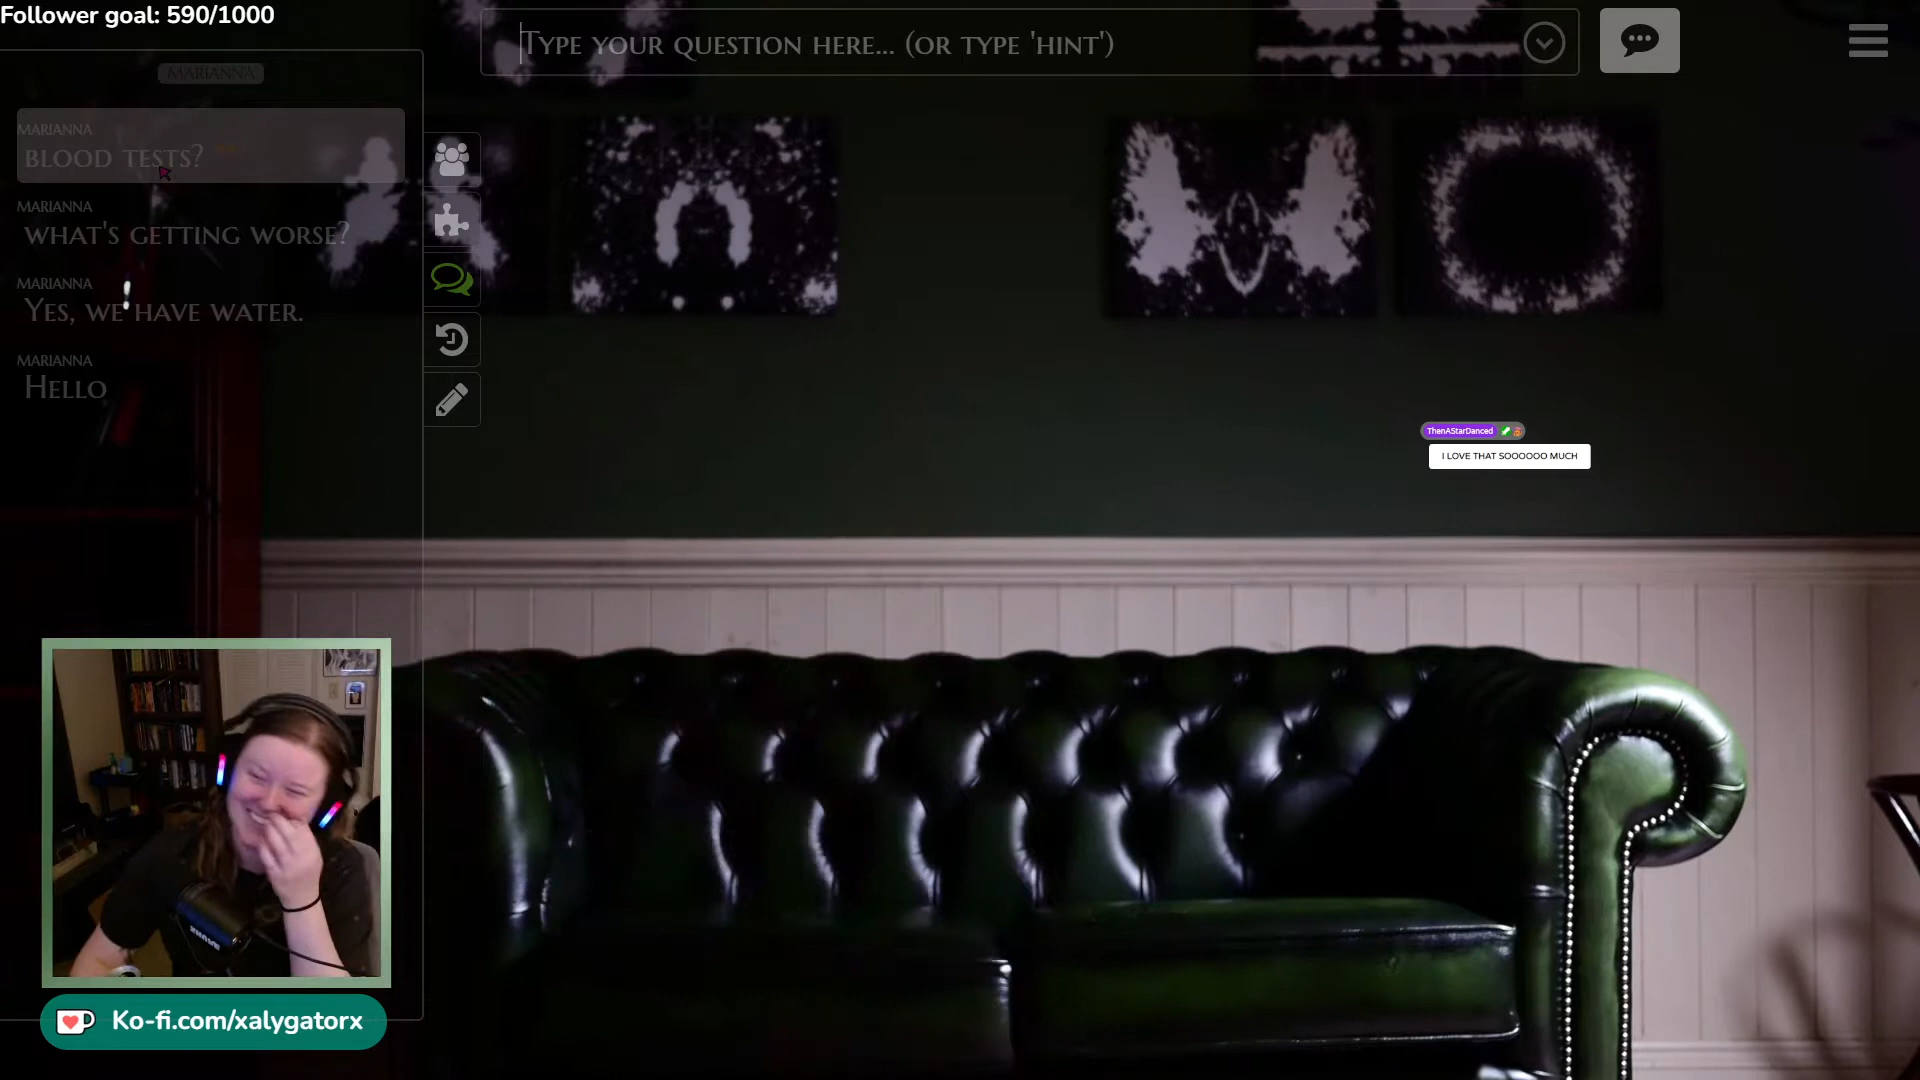 Follower goal: 590/1000
Type your question here... (or type 'hint')
MARIANNA
MARIANNA
BLOOD TESTS?
MARIANNA
WHAT'S GETTING WORSE?
MARIANNA
Yes, we have water.
MARIANNA
Hello
ThenAStarDanced
I LOVE THAT SOOOOOO MUCH
SHURE
Ko-fi.com/xalygatorx